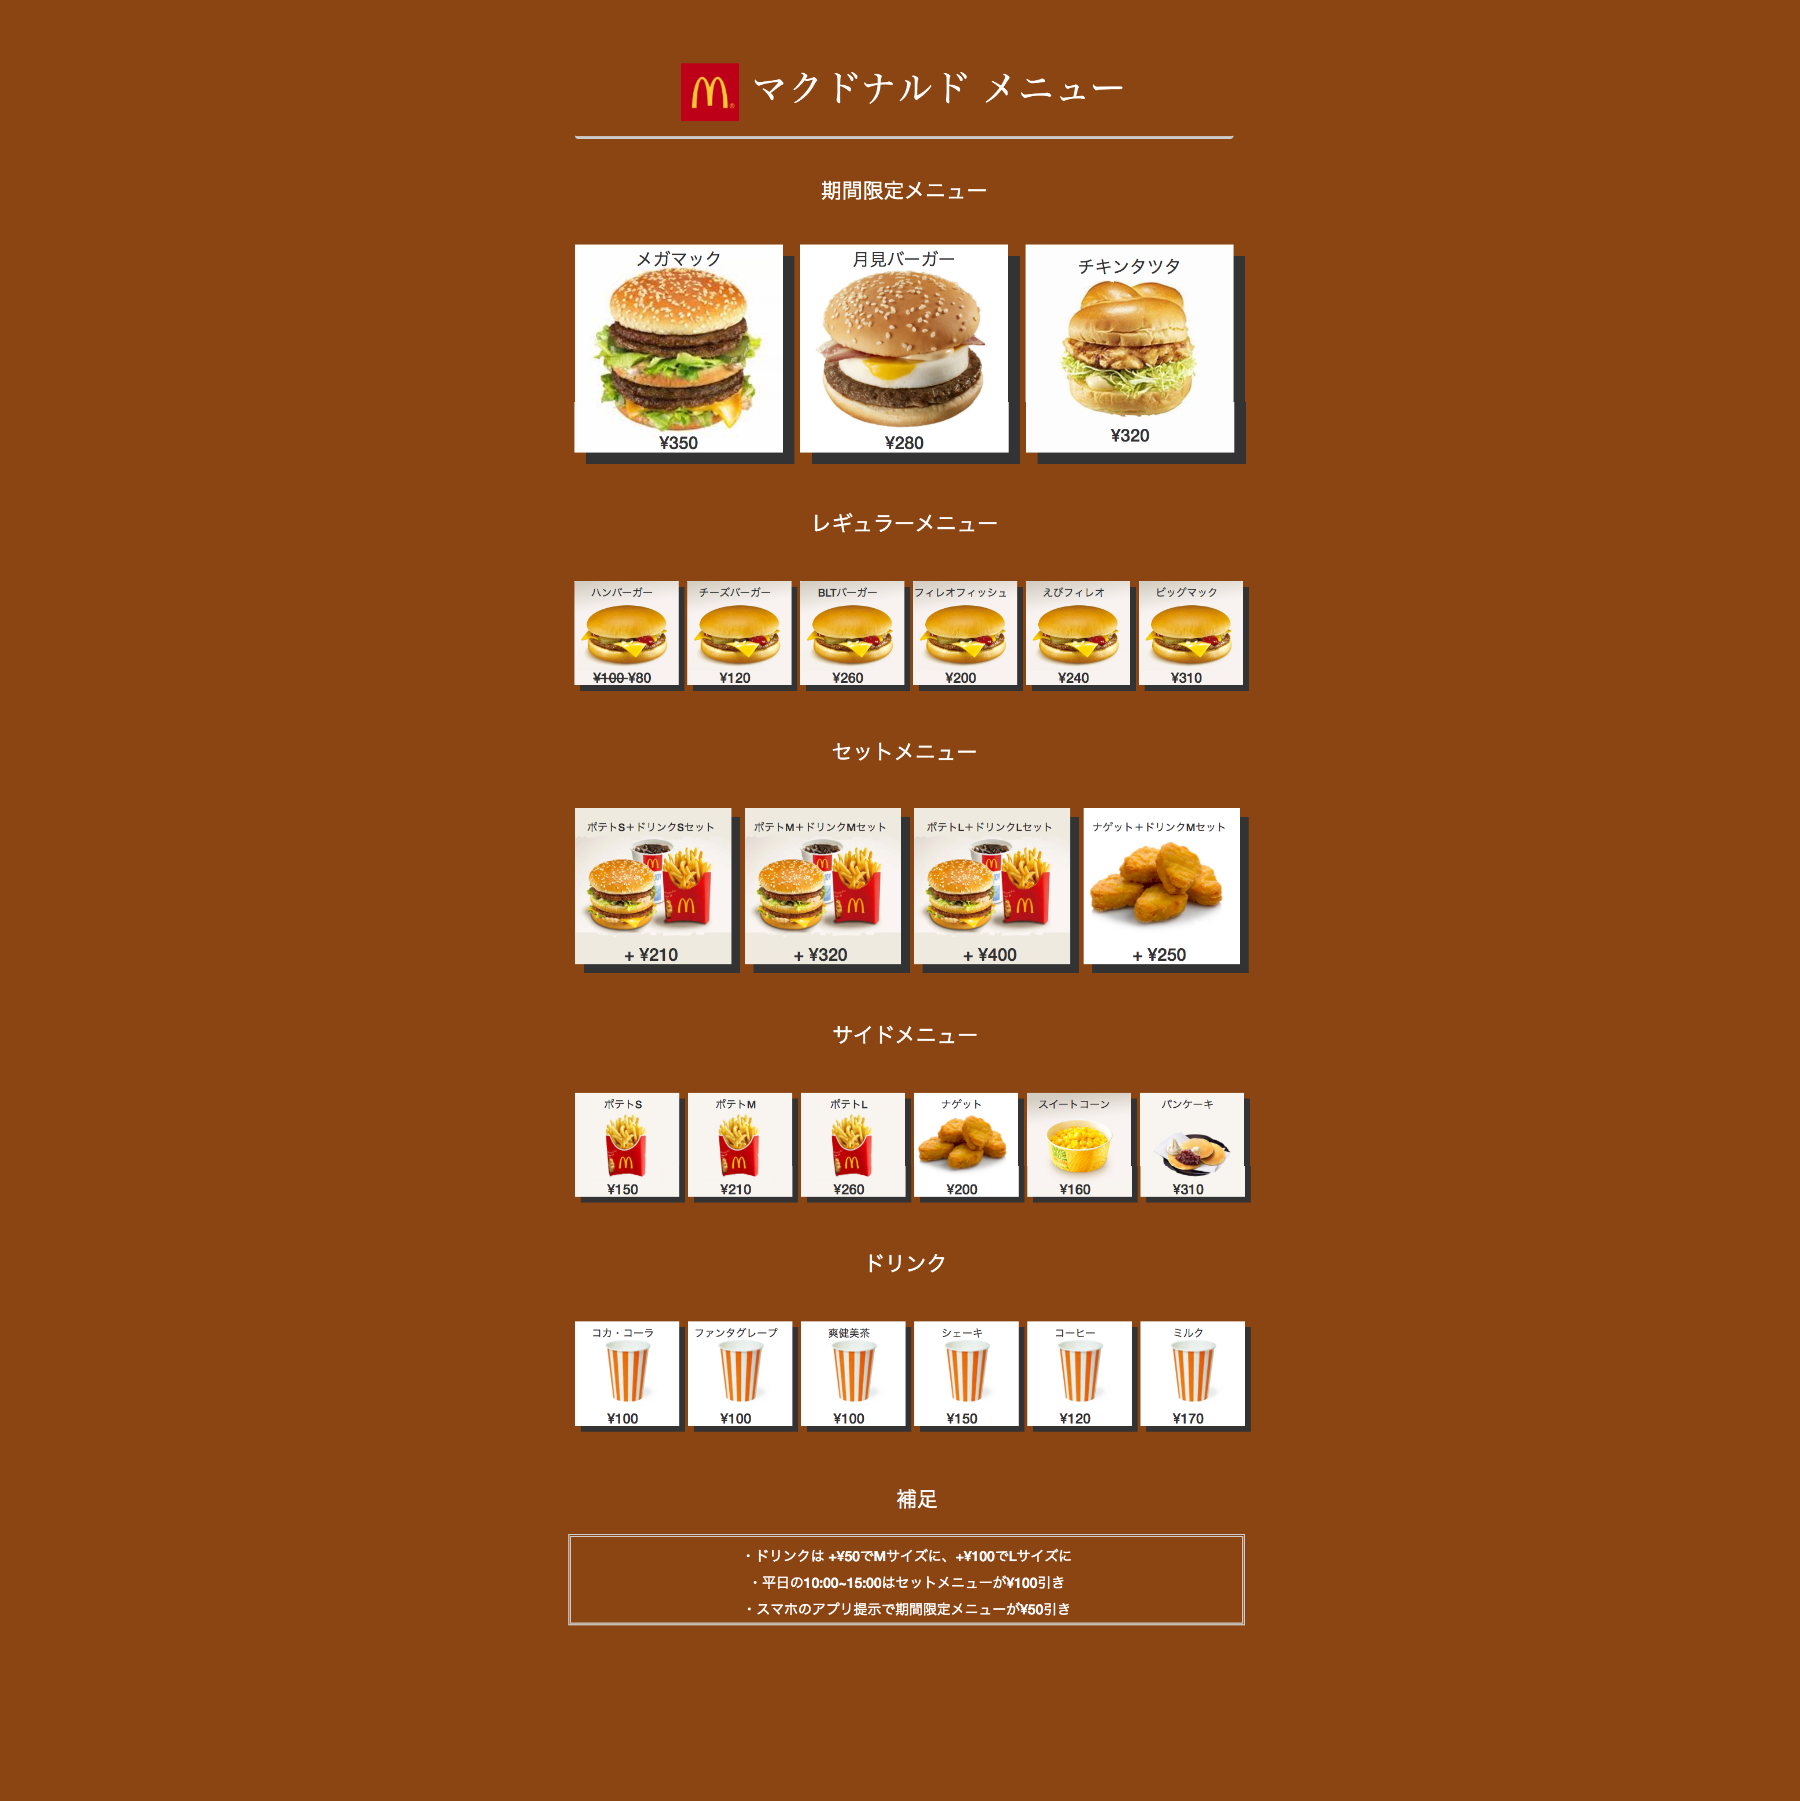 マクドナルド メニュー
期間限定メニュー
メガマック
月見バーガー
チキンタツタ
¥350
¥280
¥320
レギュラーメニュー
ハンバーガー
チーズバーガー
BLTバーガー
フィレオフィッシュ
えびフィレオ
ビッグマック
¥100 ¥80
¥120
¥260
¥200
¥240
¥310
セットメニュー
ポテトS＋ドリンクSセット
ポテトM＋ドリンクMセット
ポテトL＋ドリンクLセット
ナゲット＋ドリンクMセット
+ ¥210
+ ¥320
+ ¥400
+ ¥250
サイドメニュー
ポテトS
ポテトM
ポテトL
ナゲット
スイートコーン
パンケーキ
¥150
¥210
¥260
¥200
¥160
¥310
ドリンク
コカ・コーラ
ファンタグレープ
爽健美茶
シェーキ
コーヒー
ミルク
¥100
¥100
¥100
¥150
¥120
¥170
補足
・ドリンクは +¥50でMサイズに、+¥100でLサイズに
・平日の10:00~15:00はセットメニューが¥100引き
・スマホのアプリ提示で期間限定メニューが¥50引き